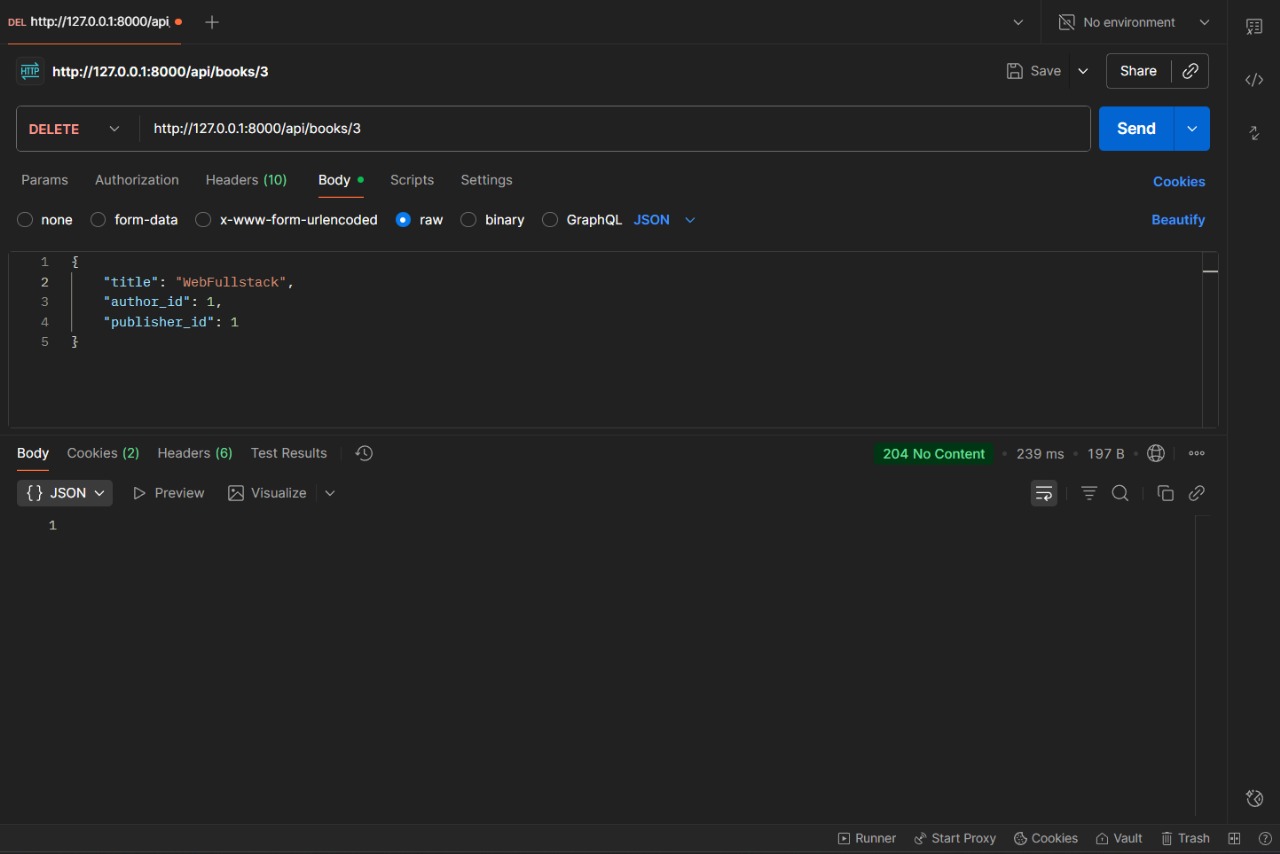 DEL http://127.0.0.1:8000/api
No environment
HTTP http://127.0.0.1:8000/api/books/3
Save
Share
DELETE http://127.0.0.1:8000/api/books/3
Send
Params Authorization Headers (10) Body Scripts Settings
Cookies
none form-data x-www-form-urlencoded raw binary GraphQL JSON
Beautify
1 {
2 "title": "WebFullstack",
3 "author_id": 1,
4 "publisher_id": 1
5 }
Body Cookies (2) Headers (6) Test Results
204 No Content • 239 ms • 197 B •
{} JSON Preview Visualize
1
Runner Start Proxy Cookies Vault Trash